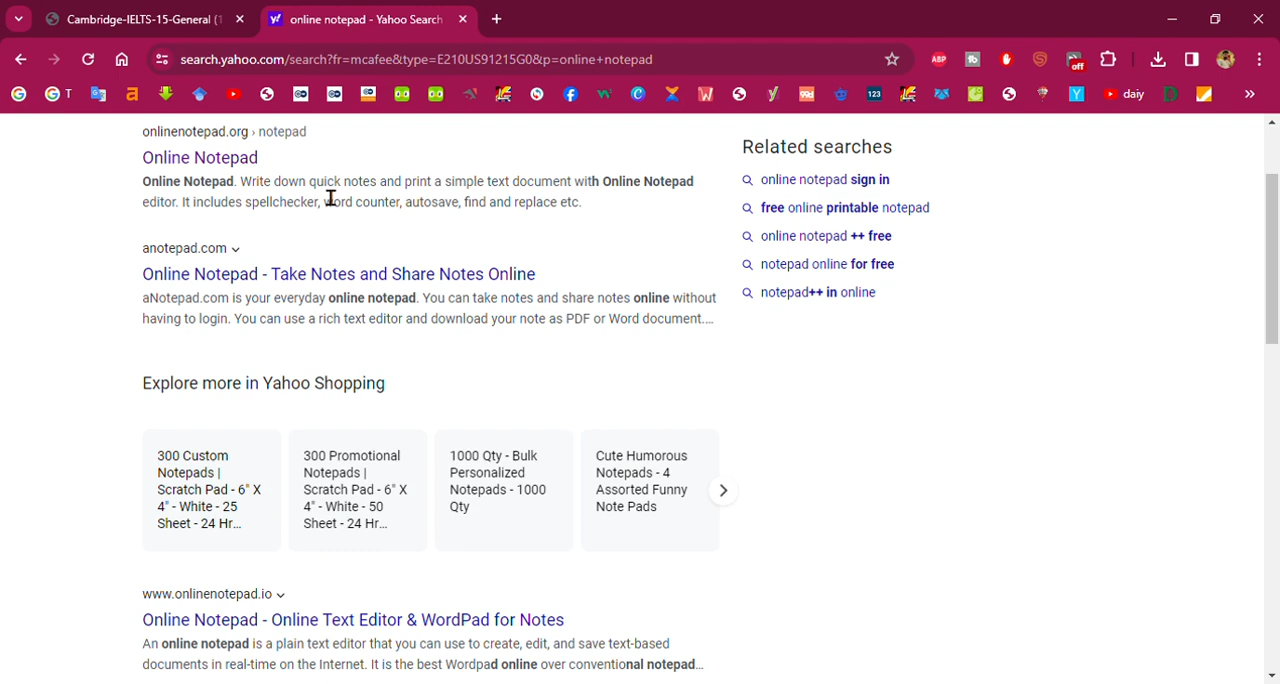 Cambridge-IELTS-15-General (1
online notepad - Yahoo Search
search.yahoo.com/search?fr=mcafee&type=E210US91215G0&p=online+notepad
ABP
off
T
123
daiy
onlinenotepad.org › notepad
Online Notepad
Online Notepad. Write down quick notes and print a simple text document with Online Notepad
editor. It includes spellchecker, word counter, autosave, find and replace etc.
anotepad.com
Online Notepad - Take Notes and Share Notes Online
aNotepad.com is your everyday online notepad. You can take notes and share notes online without
having to login. You can use a rich text editor and download your note as PDF or Word document....
Explore more in Yahoo Shopping
300 Custom
Notepads |
Scratch Pad - 6" X
4" - White - 25
Sheet - 24 Hr...
300 Promotional
Notepads |
Scratch Pad - 6" X
4" - White - 50
Sheet - 24 Hr...
1000 Qty - Bulk
Personalized
Notepads - 1000
Qty
Cute Humorous
Notepads - 4
Assorted Funny
Note Pads
www.onlinenotepad.io
Online Notepad - Online Text Editor & WordPad for Notes
An online notepad is a plain text editor that you can use to create, edit, and save text-based
documents in real-time on the Internet. It is the best Wordpad online over conventional notepad...
Related searches
online notepad sign in
free online printable notepad
online notepad ++ free
notepad online for free
notepad++ in online